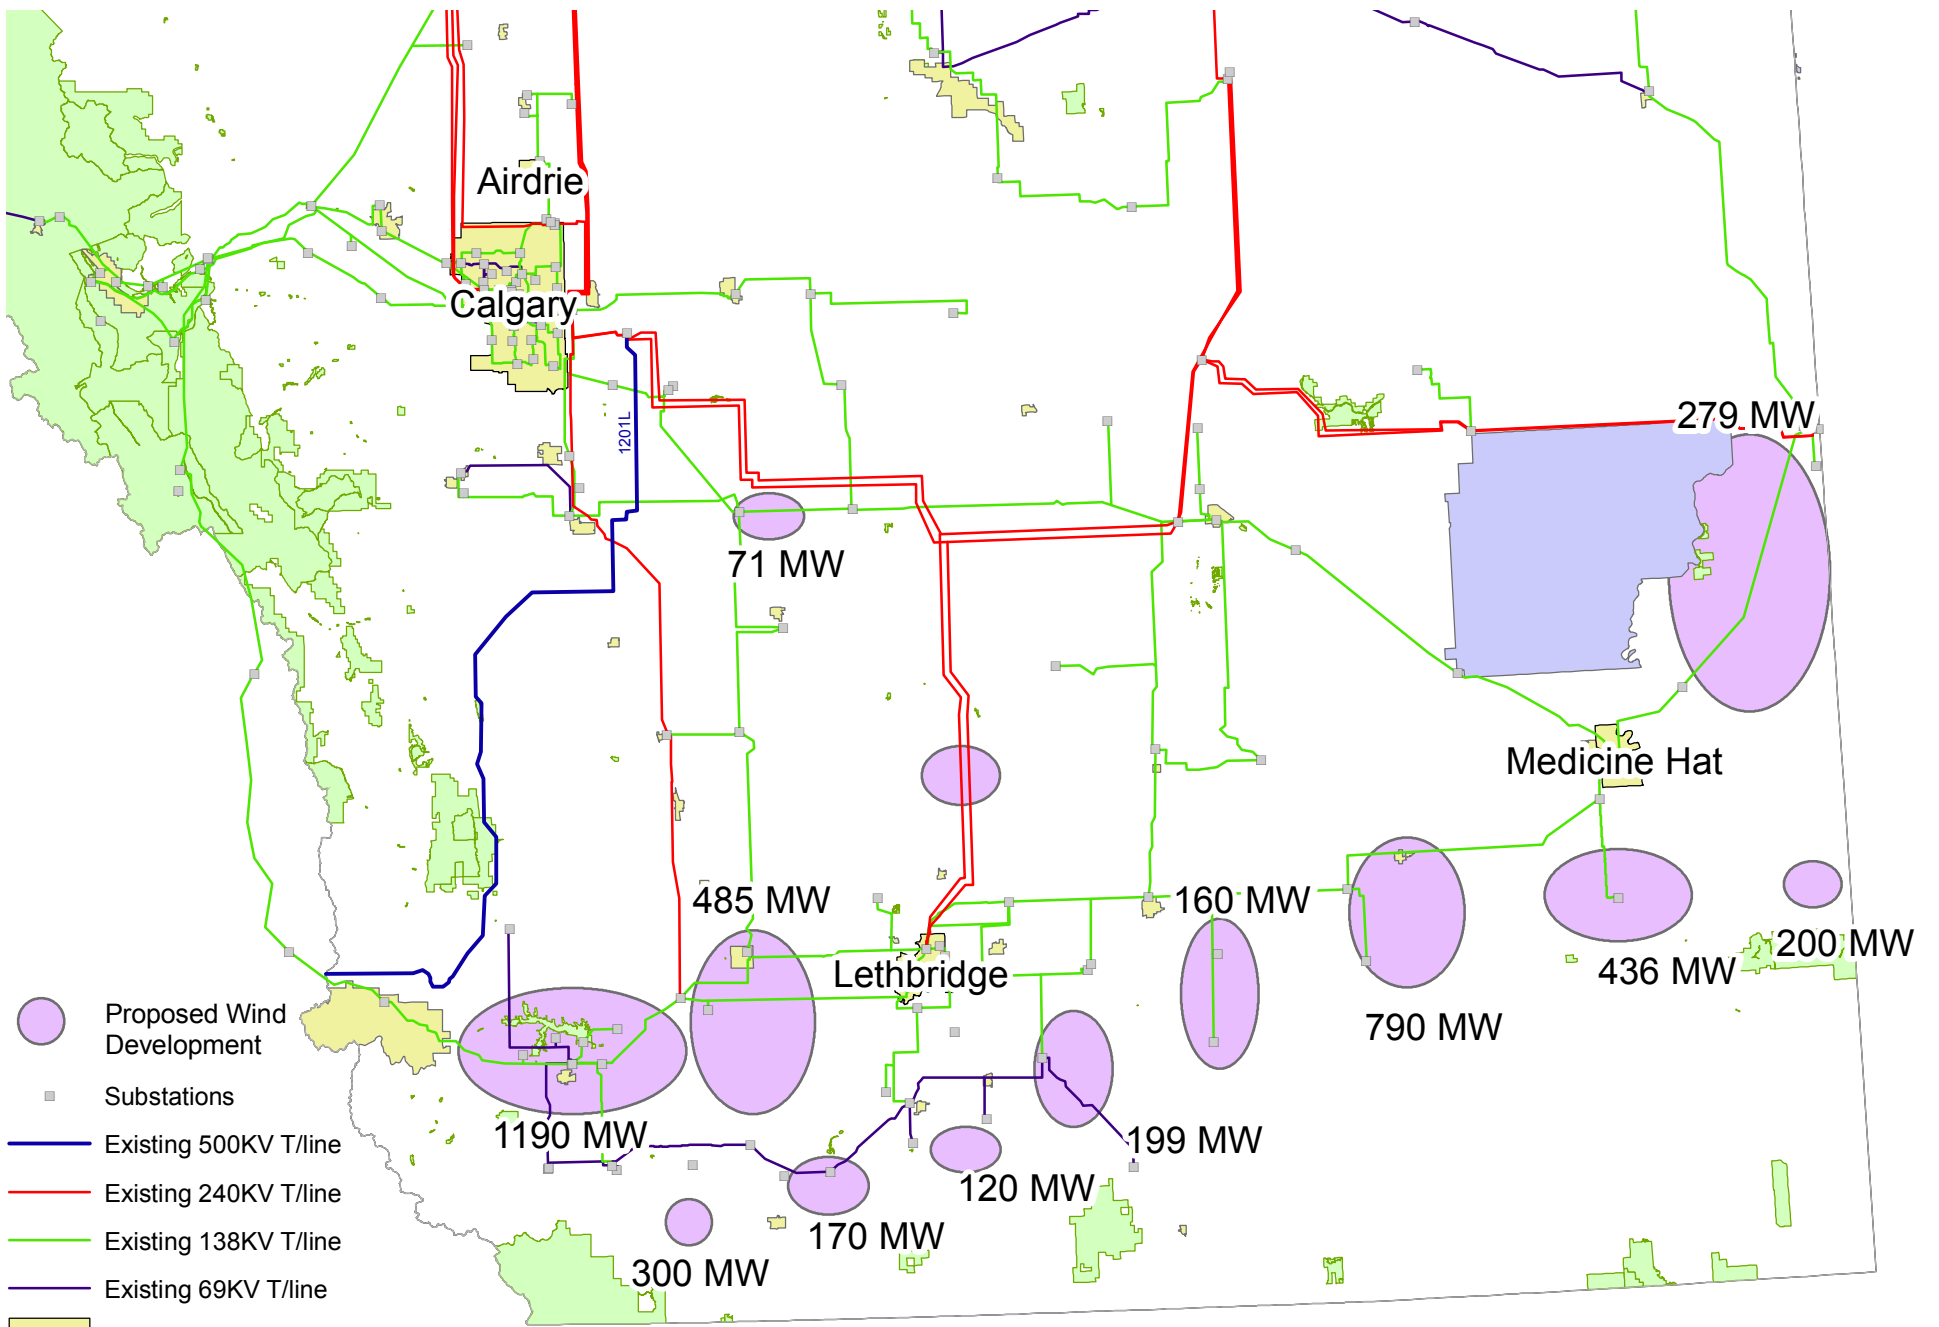 Airdrie
Calgary
1201L
279 MW
71 MW
Medicine Hat
485 MW
160 MW
Lethbridge
200 MW
436 MW
790 MW
1190 MW
199 MW
120 MW
170 MW
300 MW
Proposed Wind
Development
Substations
Existing 500KV T/line
Existing 240KV T/line
Existing 138KV T/line
Existing 69KV T/line